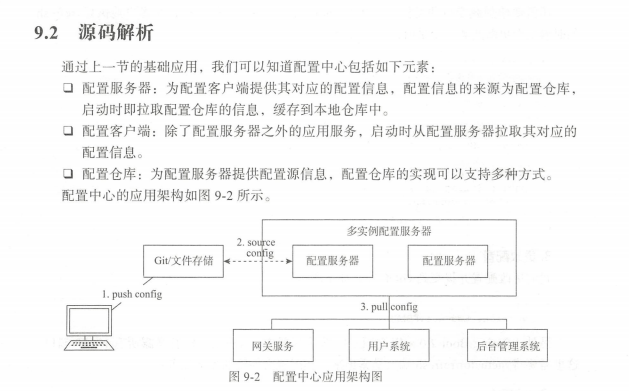 9.2 源码解析
通过上一节的基础应用，我们可以知道配置中心包括如下元素：
❏ 配置服务器：为配置客户端提供其对应的配置信息，配置信息的来源为配置仓库，
启动时即拉取配置仓库的信息，缓存到本地仓库中。
❏ 配置客户端：除了配置服务器之外的应用服务，启动时从配置服务器拉取其对应的
配置信息。
❏ 配置仓库：为配置服务器提供配置源信息，配置仓库的实现可以支持多种方式。
配置中心的应用架构如图 9-2 所示。
多实例配置服务器
2. source
config
Git/文件存储
配置服务器
配置服务器
1. push config
3. pull config
网关服务
用户系统
后台管理系统
图 9-2 配置中心应用架构图